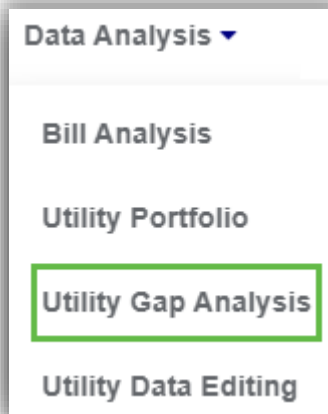 Data Analysis
Bill Analysis
Utility Portfolio
Utility Gap Analysis
Utility Data Editing